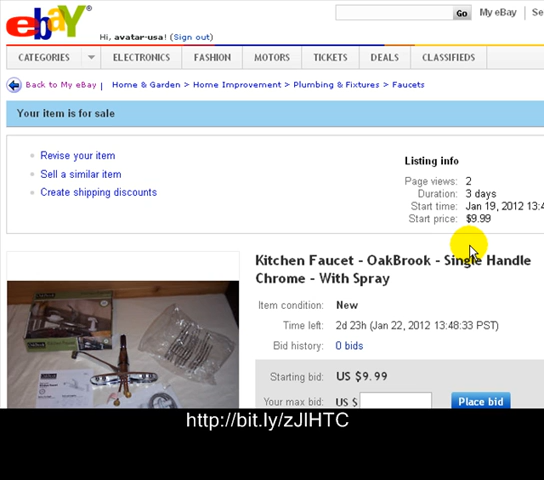 ebaY
Go
My eBay
Se
Hi, avatar-usa! (Sign out)
CATEGORIES
ELECTRONICS
FASHION
MOTORS
TICKETS
DEALS
CLASSIFIEDS
Back to My eBay | Home & Garden > Home Improvement > Plumbing & Fixtures > Faucets
Your item is for sale
Revise your item
Sell a similar item
Create shipping discounts
Listing info
Page views: 2
Duration: 3 days
Start time: Jan 19, 2012 13:4
Start price: $9.99
Kitchen Faucet - OakBrook - Single Handle
Chrome - With Spray
Item condition: New
Time left: 2d 23h (Jan 22, 2012 13:48:33 PST)
Bid history: 0 bids
Starting bid: US $9.99
Your max bid: US $
Place bid
http://bit.ly/zJlHTC